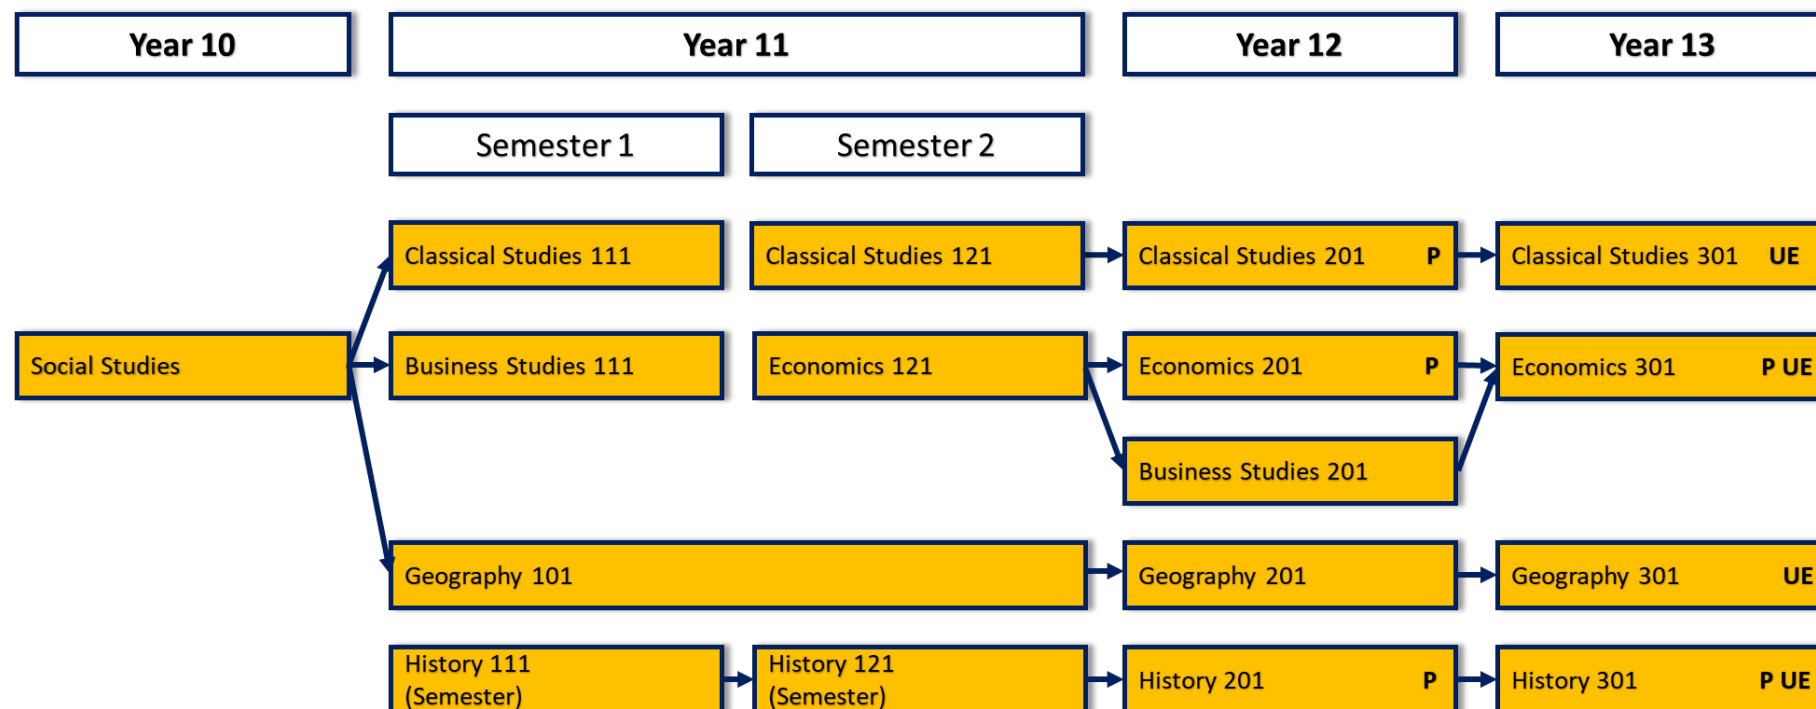 Year 10
Year 11
Year 12
Year 13
Semester 1
Semester 2
Classical Studies 111
Classical Studies 121
Classical Studies 201 P
Classical Studies 301 UE
Social Studies
Business Studies 111
Economics 121
Economics 201 P
Economics 301 P UE
Business Studies 201
Geography 101
Geography 201
Geography 301 UE
History 111
(Semester)
History 121
(Semester)
History 201 P
History 301 P UE